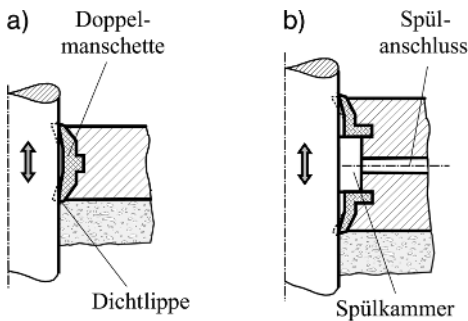 a)
Doppel-
manschette
Dichtlippe
b)
Spül-
anschluss
Spülkammer